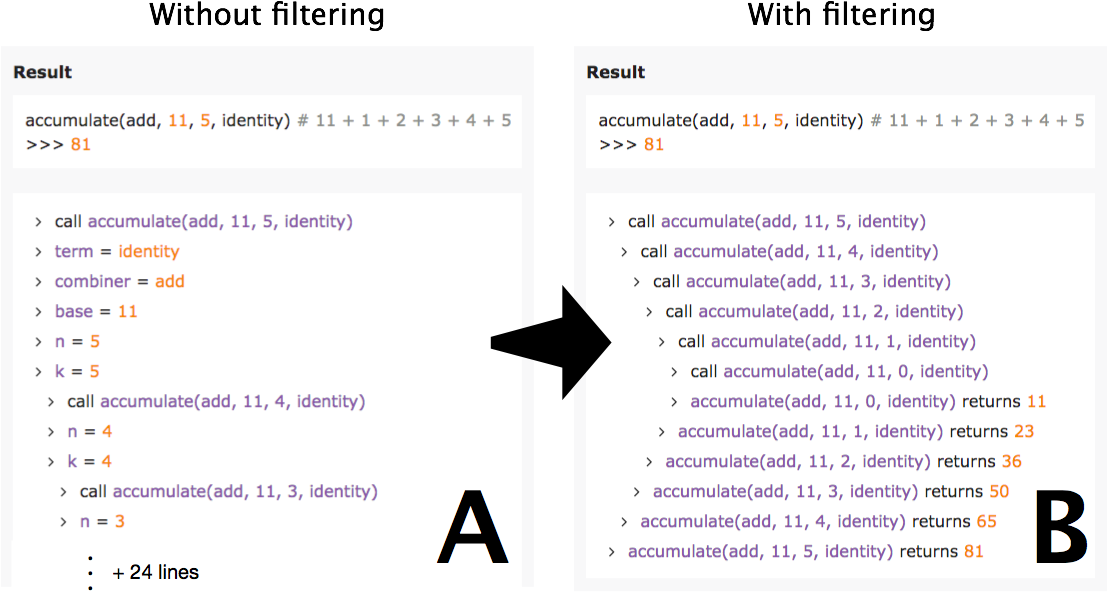 Without filtering
Result
accumulate(add, 11, 5, identity) # 11 + 1 + 2 + 3 + 4 + 5
>>> 81
> call accumulate(add, 11, 5, identity)
> term = identity
> combiner = add
> base = 11
> n = 5
> k = 5
> call accumulate(add, 11, 4, identity)
> n = 4
> k = 4
> call accumulate(add, 11, 3, identity)
> n = 3
+ 24 lines
A
With filtering
Result
accumulate(add, 11, 5, identity) # 11 + 1 + 2 + 3 + 4 + 5
>>> 81
> call accumulate(add, 11, 5, identity)
> call accumulate(add, 11, 4, identity)
> call accumulate(add, 11, 3, identity)
> call accumulate(add, 11, 2, identity)
> call accumulate(add, 11, 1, identity)
> call accumulate(add, 11, 0, identity)
> accumulate(add, 11, 0, identity) returns 11
> accumulate(add, 11, 1, identity) returns 23
> accumulate(add, 11, 2, identity) returns 36
> accumulate(add, 11, 3, identity) returns 50
> accumulate(add, 11, 4, identity) returns 65
> accumulate(add, 11, 5, identity) returns 81
B